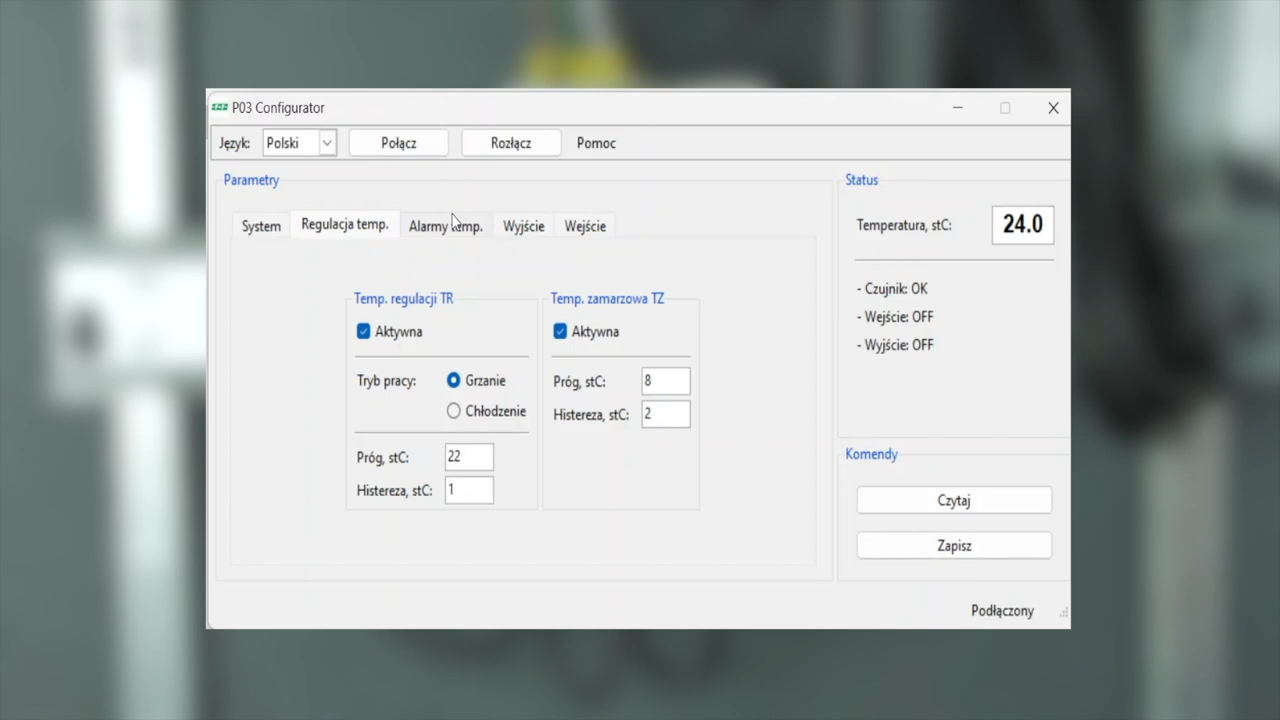 P03 Configurator
Język: Polski Połącz Rozłącz Pomoc
Parametry
System Regulacja temp. Alarmy temp. Wyjście Wejście
Temp. regulacji TR
Aktywna
Tryb pracy: Grzanie
Chłodzenie
Próg, stC: 22
Histereza, stC: 1
Temp. zamarzowa TZ
Aktywna
Próg, stC: 8
Histereza, stC: 2
Status
Temperatura, stC: 24.0
- Czujnik: OK
- Wejście: OFF
- Wyjście: OFF
Komendy
Czytaj
Zapisz
Podłączony